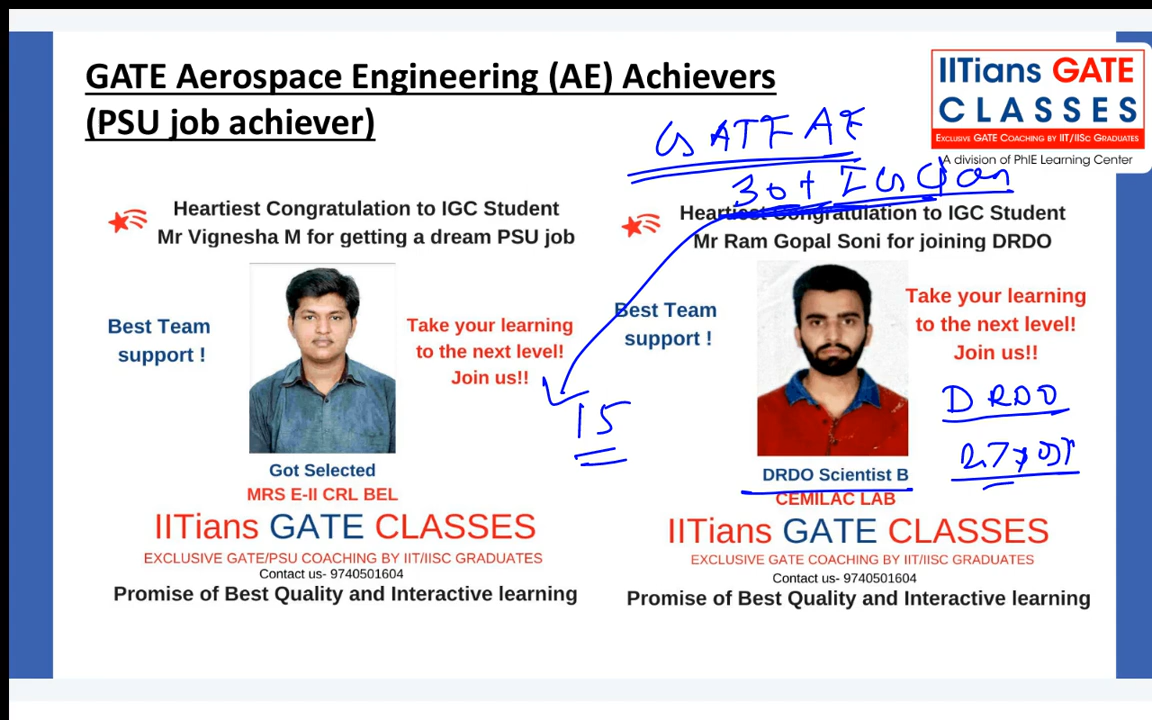 GATE Aerospace Engineering (AE) Achievers
(PSU job achiever)
IITians GATE
CLASSES
EXCLUSIVE GATE COACHING BY IIT/IISc GRADUATES
A division of PhIE Learning Center
GATE AE
30+
Heartiest Congratulation to IGC Student
Mr Vignesha M for getting a dream PSU job
Best Team
support !
Take your learning
to the next level!
Join us!!
Got Selected
MRS E-II CRL BEL
IITians GATE CLASSES
EXCLUSIVE GATE/PSU COACHING BY IIT/IISC GRADUATES
Contact us- 9740501604
Promise of Best Quality and Interactive learning
15
Heartiest Congratulation to IGC Student
Mr Ram Gopal Soni for joining DRDO
Best Team
support !
Take your learning
to the next level!
Join us!!
DRDO
DRDO Scientist B
CEMILAC LAB
IITians GATE CLASSES
EXCLUSIVE GATE COACHING BY IIT/IISC GRADUATES
Contact us- 9740501604
Promise of Best Quality and Interactive learning